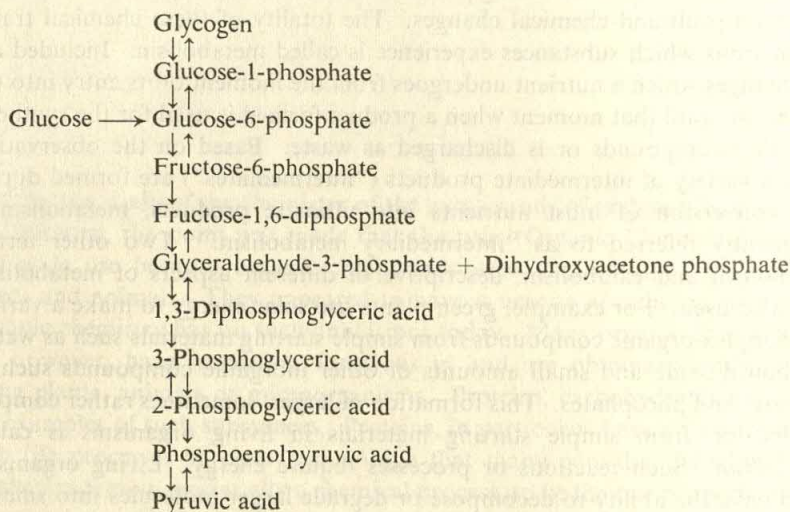 Glycogen
Glucose-1-phosphate
Glucose → Glucose-6-phosphate
Fructose-6-phosphate
Fructose-1,6-diphosphate
Glyceraldehyde-3-phosphate + Dihydroxyacetone phosphate
1,3-Diphosphoglyceric acid
3-Phosphoglyceric acid
2-Phosphoglyceric acid
Phosphoenolpyruvic acid
Pyruvic acid